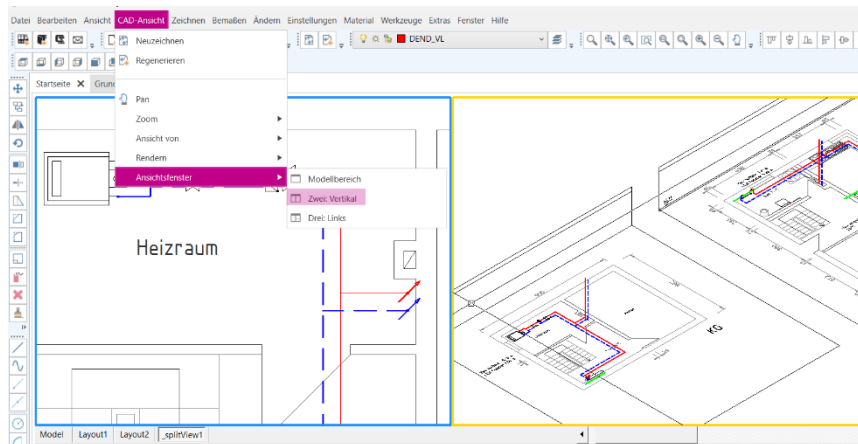 Datei Bearbeiten Ansicht CAD-Ansicht Zeichnen Bemaßen Ändern Einstellungen Material Werkzeuge Extras Fenster Hilfe
DEND_VL
Neuzeichnen
Regenerieren
Startseite
Pan
Zoom
Ansicht von
Rendern
Ansichtsfenster
Modellbereich
Zwei: Vertikal
Drei: Links
Heizraum
KG
Model Layout1 Layout2 _splitView1